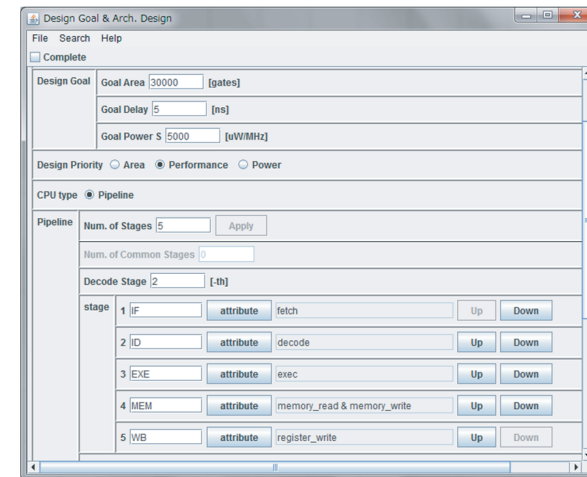 Design Goal & Arch. Design
File Search Help
Complete
Design Goal Goal Area 30000 [gates]
Goal Delay 5 [ns]
Goal Power S 5000 [uW/MHz]
Design Priority Area Performance Power
CPU type Pipeline
Pipeline Num. of Stages 5 Apply
Num. of Common Stages 0
Decode Stage 2 [-th]
stage 1 IF attribute fetch Up Down
2 ID attribute decode Up Down
3 EXE attribute exec Up Down
4 MEM attribute memory_read & memory_write Up Down
5 WB attribute register_write Up Down